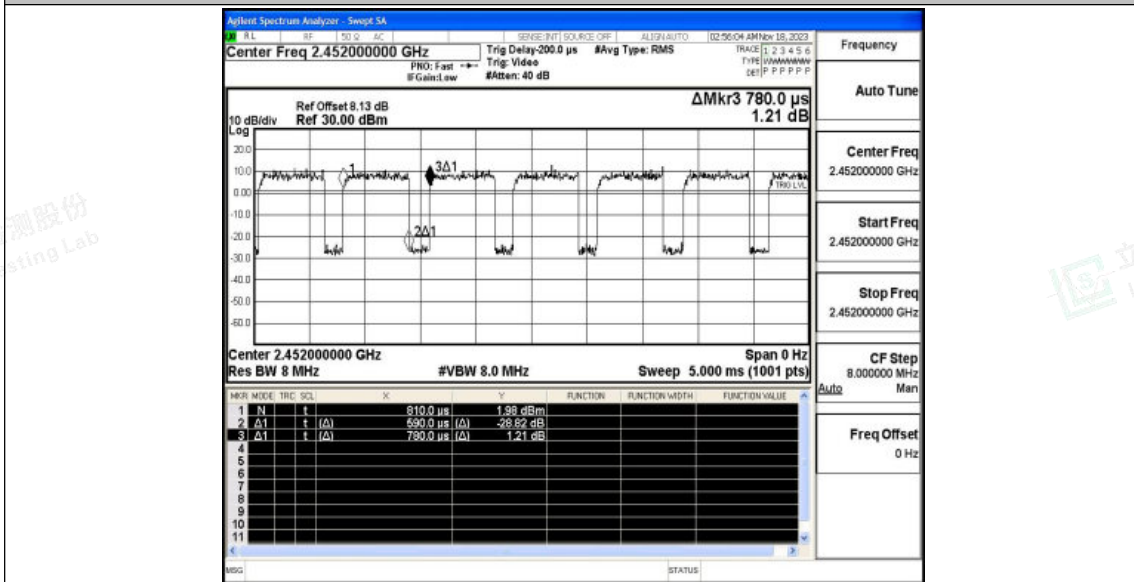 Agilent Spectrum Analyzer - Swept SA
RL RF 50 Ω AC SENSE:INT SOURCE OFF ALIGN AUTO 02:56:04 AM Nov 18, 2023
Center Freq 2.452000000 GHz
PNO: Fast
IFGain:Low
Trig Delay-200.0 µs
Trig: Video
#Atten: 40 dB
#Avg Type: RMS
TRACE 1 2 3 4 5 6
TYPE
DET P P P P P P
Frequency
Auto Tune
Center Freq
2.452000000 GHz
Start Freq
2.452000000 GHz
Stop Freq
2.452000000 GHz
CF Step
8.000000 MHz
Auto Man
Freq Offset
0 Hz
ΔMkr3 780.0 µs
1.21 dB
Ref Offset 8.13 dB
10 dB/div Ref 30.00 dBm
Log
20.0
10.0
0.00
-10.0
-20.0
-30.0
-40.0
-50.0
-60.0
1
3Δ1
2Δ1
TRIG LVL
Center 2.452000000 GHz Span 0 Hz
Res BW 8 MHz #VBW 8.0 MHz Sweep 5.000 ms (1001 pts)
MKR MODE TRC SCL X Y FUNCTION FUNCTION WIDTH FUNCTION VALUE
1 N t 810.0 µs 1.98 dBm
2 Δ1 t (Δ) 590.0 µs (Δ) -28.82 dB
3 Δ1 t (Δ) 780.0 µs (Δ) 1.21 dB
4
5
6
7
8
9
10
11
MSG STATUS
测股份
sting Lab
立